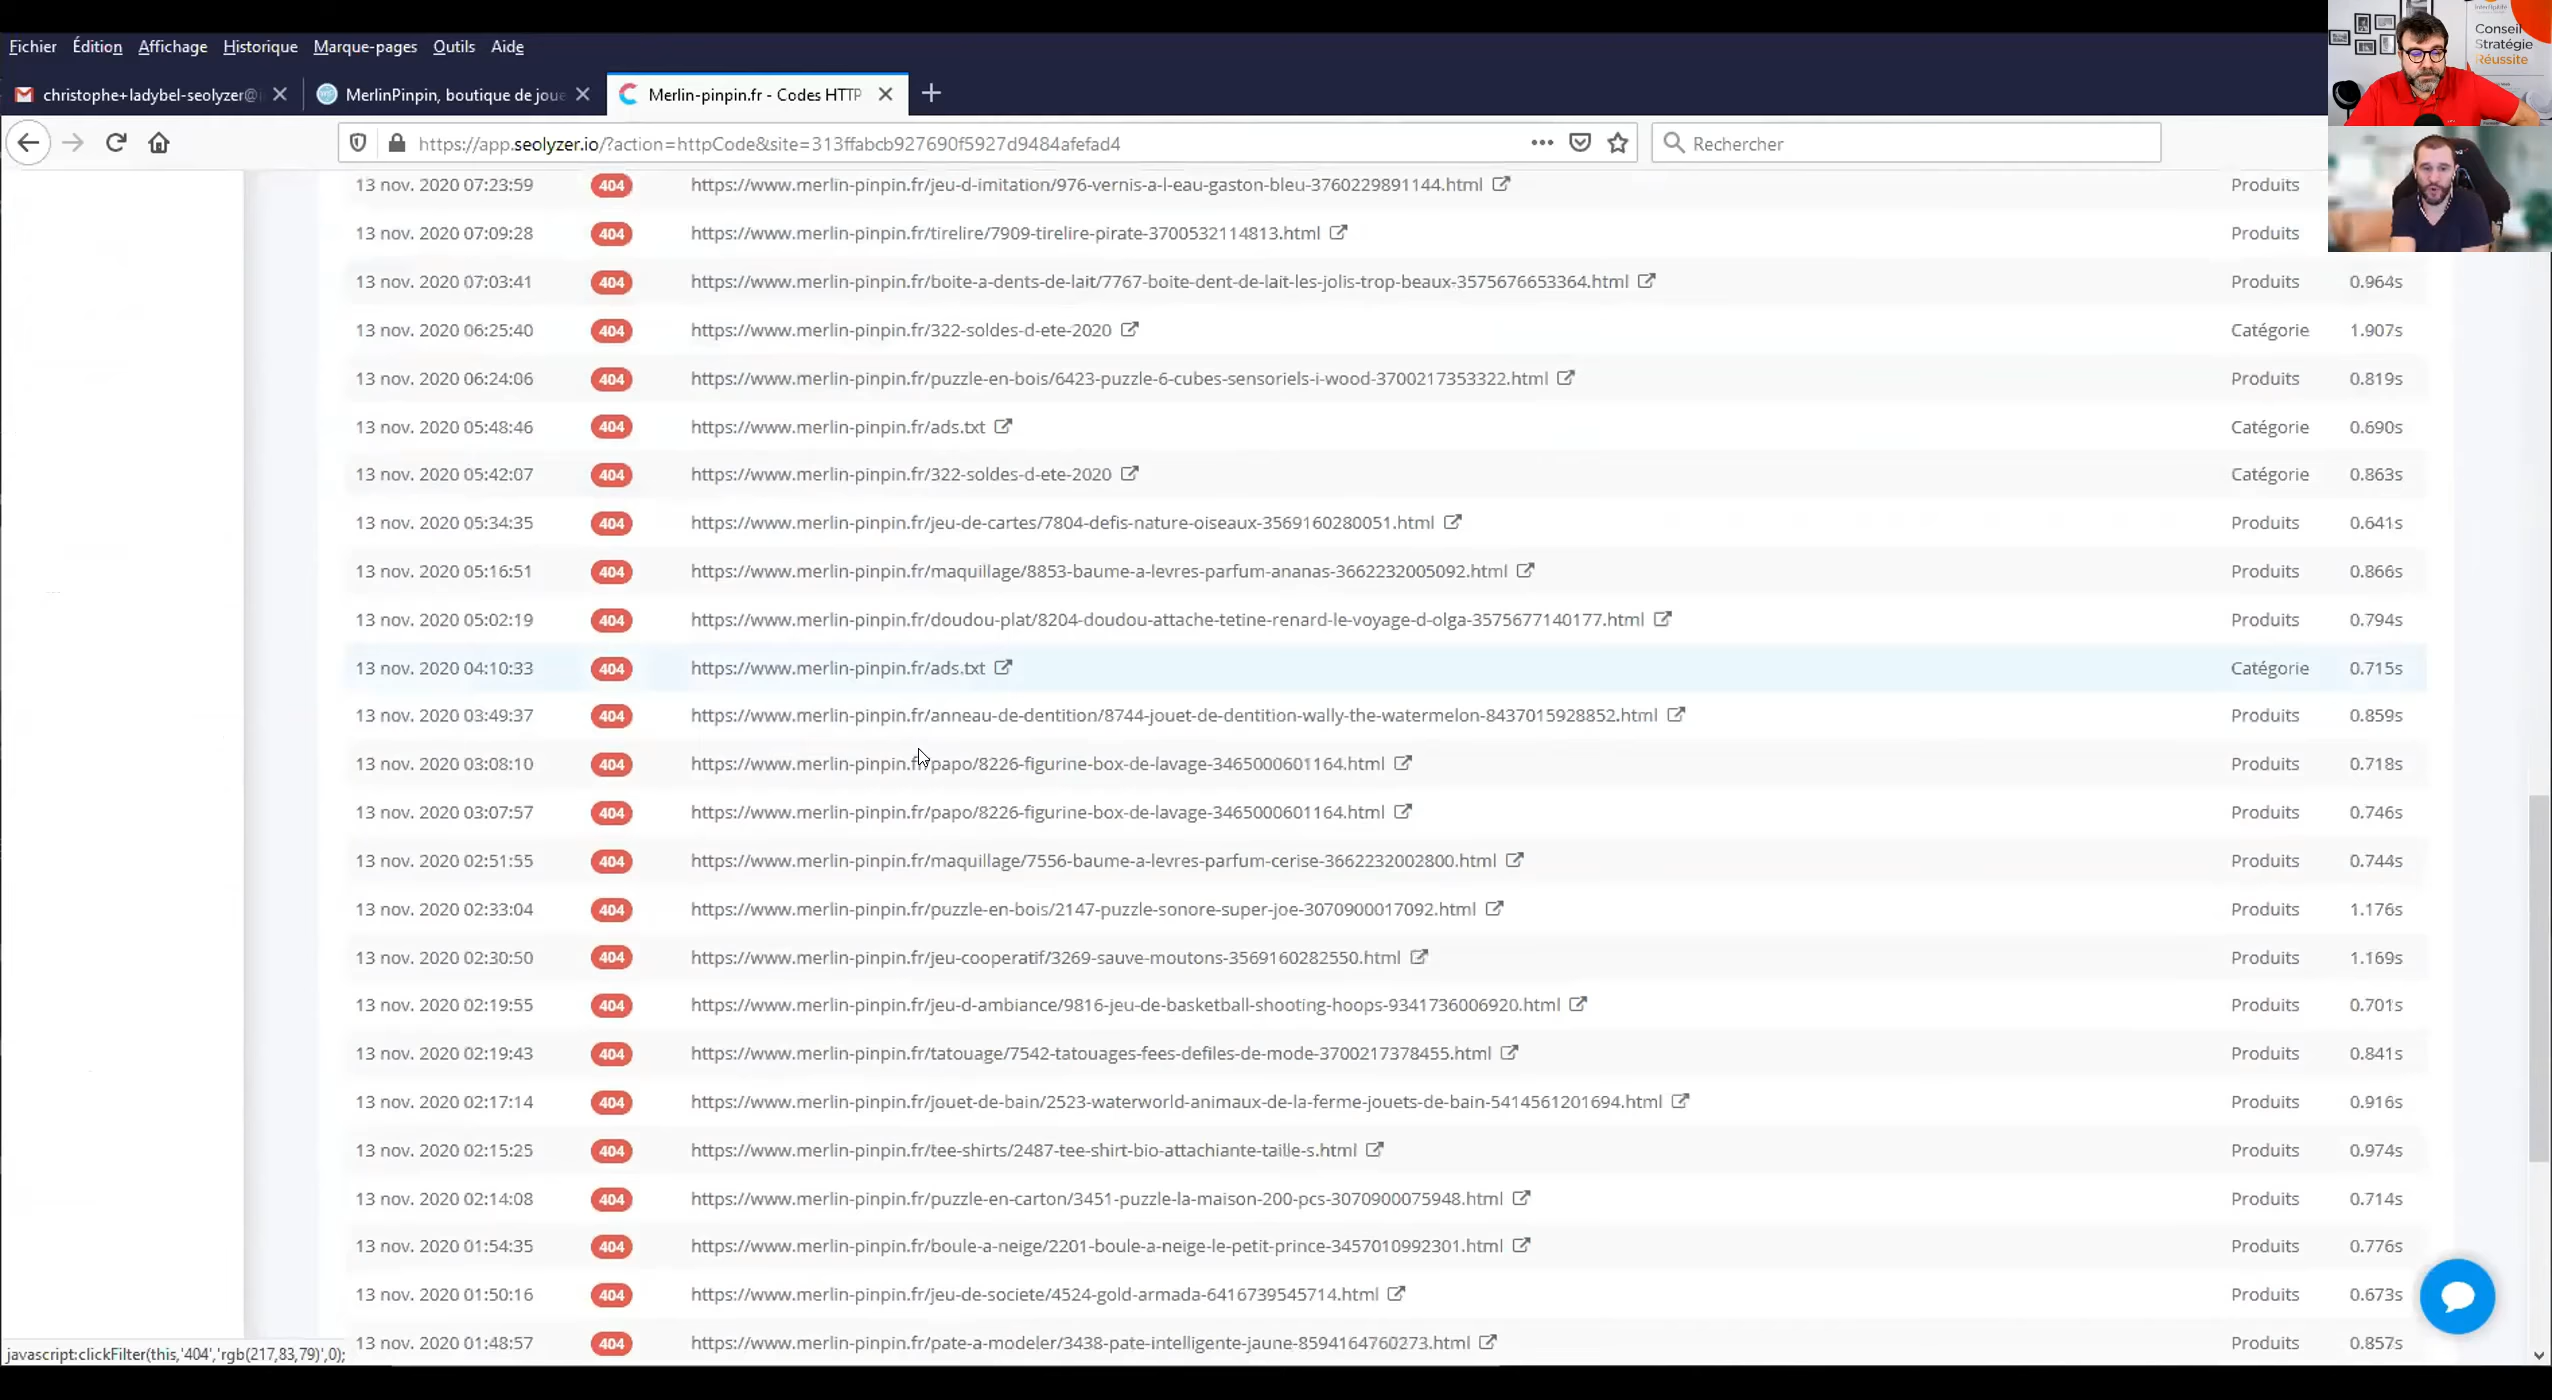 Fichier Édition Affichage Historique Marque-pages Outils Aide
Conseil
Stratégie
Réussite
christophe+ladybel-seolyzer@
MerlinPinpin, boutique de joue
Merlin-pinpin.fr - Codes HTTP
https://app.seolyzer.io/?action=httpCode&site=313ffabcb927690f5927d9484afefad4
Rechercher
13 nov. 2020 07:23:59 404 https://www.merlin-pinpin.fr/jeu-d-imitation/976-vernis-a-l-eau-gaston-bleu-3760229891144.html Produits
13 nov. 2020 07:09:28 404 https://www.merlin-pinpin.fr/tirelire/7909-tirelire-pirate-3700532114813.html Produits
13 nov. 2020 07:03:41 404 https://www.merlin-pinpin.fr/boite-a-dents-de-lait/7767-boite-dent-de-lait-les-jolis-trop-beaux-3575676653364.html Produits 0.964s
13 nov. 2020 06:25:40 404 https://www.merlin-pinpin.fr/322-soldes-d-ete-2020 Catégorie 1.907s
13 nov. 2020 06:24:06 404 https://www.merlin-pinpin.fr/puzzle-en-bois/6423-puzzle-6-cubes-sensoriels-i-wood-3700217353322.html Produits 0.819s
13 nov. 2020 05:48:46 404 https://www.merlin-pinpin.fr/ads.txt Catégorie 0.690s
13 nov. 2020 05:42:07 404 https://www.merlin-pinpin.fr/322-soldes-d-ete-2020 Catégorie 0.863s
13 nov. 2020 05:34:35 404 https://www.merlin-pinpin.fr/jeu-de-cartes/7804-defis-nature-oiseaux-3569160280051.html Produits 0.641s
13 nov. 2020 05:16:51 404 https://www.merlin-pinpin.fr/maquillage/8853-baume-a-levres-parfum-ananas-3662232005092.html Produits 0.866s
13 nov. 2020 05:02:19 404 https://www.merlin-pinpin.fr/doudou-plat/8204-doudou-attache-tetine-renard-le-voyage-d-olga-3575677140177.html Produits 0.794s
13 nov. 2020 04:10:33 404 https://www.merlin-pinpin.fr/ads.txt Catégorie 0.715s
13 nov. 2020 03:49:37 404 https://www.merlin-pinpin.fr/anneau-de-dentition/8744-jouet-de-dentition-wally-the-watermelon-8437015928852.html Produits 0.859s
13 nov. 2020 03:08:10 404 https://www.merlin-pinpin.fr/papo/8226-figurine-box-de-lavage-3465000601164.html Produits 0.718s
13 nov. 2020 03:07:57 404 https://www.merlin-pinpin.fr/papo/8226-figurine-box-de-lavage-3465000601164.html Produits 0.746s
13 nov. 2020 02:51:55 404 https://www.merlin-pinpin.fr/maquillage/7556-baume-a-levres-parfum-cerise-3662232002800.html Produits 0.744s
13 nov. 2020 02:33:04 404 https://www.merlin-pinpin.fr/puzzle-en-bois/2147-puzzle-sonore-super-joe-3070900017092.html Produits 1.176s
13 nov. 2020 02:30:50 404 https://www.merlin-pinpin.fr/jeu-cooperatif/3269-sauve-moutons-3569160282550.html Produits 1.169s
13 nov. 2020 02:19:55 404 https://www.merlin-pinpin.fr/jeu-d-ambiance/9816-jeu-de-basketball-shooting-hoops-9341736006920.html Produits 0.701s
13 nov. 2020 02:19:43 404 https://www.merlin-pinpin.fr/tatouage/7542-tatouages-fees-defiles-de-mode-3700217378455.html Produits 0.841s
13 nov. 2020 02:17:14 404 https://www.merlin-pinpin.fr/jouet-de-bain/2523-waterworld-animaux-de-la-ferme-jouets-de-bain-5414561201694.html Produits 0.916s
13 nov. 2020 02:15:25 404 https://www.merlin-pinpin.fr/tee-shirts/2487-tee-shirt-bio-attachiante-taille-s.html Produits 0.974s
13 nov. 2020 02:14:08 404 https://www.merlin-pinpin.fr/puzzle-en-carton/3451-puzzle-la-maison-200-pcs-3070900075948.html Produits 0.714s
13 nov. 2020 01:54:35 404 https://www.merlin-pinpin.fr/boule-a-neige/2201-boule-a-neige-le-petit-prince-3457010992301.html Produits 0.776s
13 nov. 2020 01:50:16 404 https://www.merlin-pinpin.fr/jeu-de-societe/4524-gold-armada-6416739545714.html Produits 0.673s
13 nov. 2020 01:48:57 404 https://www.merlin-pinpin.fr/pate-a-modeler/3438-pate-intelligente-jaune-8594164760273.html Produits 0.857s
javascript:clickFilter(this,'404','rgb(217,83,79)',0);